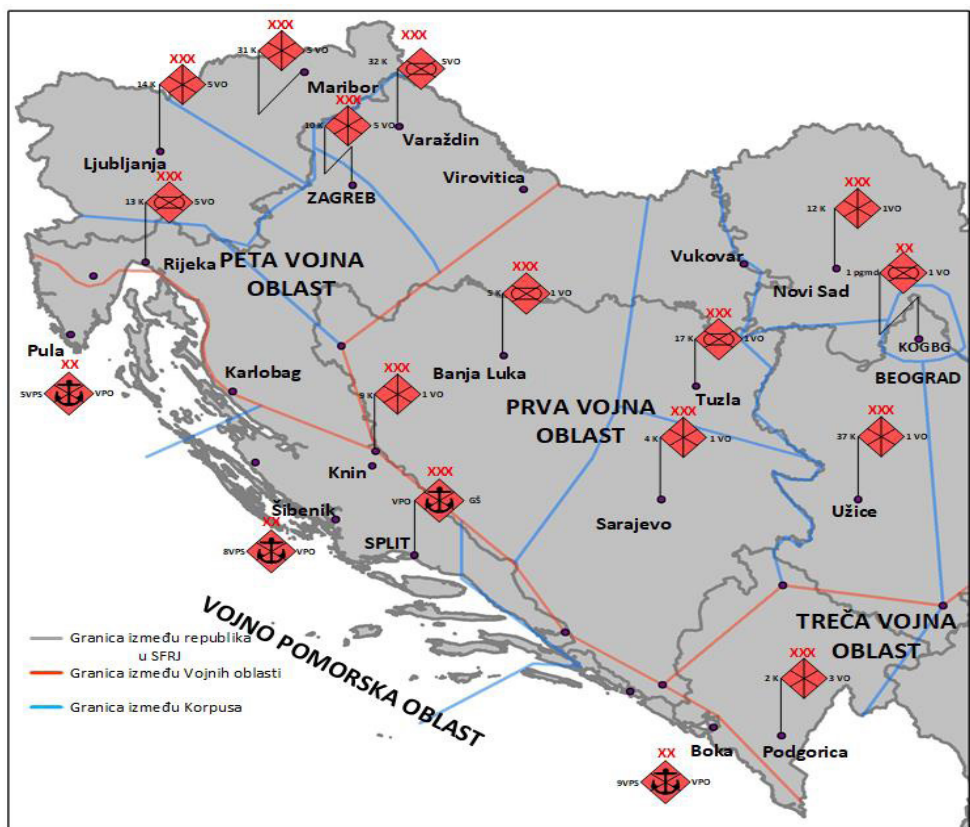 XXX
31 K 5 VO
XXX
32 K 5VO
XXX
14 K 5VO
Maribor
XXX
10 K 5 VO
Varaždin
Ljubljanja
Virovitica
ZAGREB
XXX
13 K 5VO
XXX
12 K 1VO
Rijeka
PETA VOJNA
OBLAST
Vukovar
XX
1 pgmd 1 VO
Novi Sad
XXX
5 K 1 VO
XXX
17 K 1VO
KOGBG
Pula
XX
5VPS VPO
Karlobag
Banja Luka
BEOGRAD
Tuzla
XXX
9 K 1 VO
PRVA VOJNA
OBLAST
XXX
4 K 1 VO
XXX
37 K 1 VO
Knin
XXX
VPO GŠ
Šibenik
Sarajevo
Užice
XX
8VPS VPO
SPLIT
VOJNO POMORSKA OBLAST
TREČA VOJNA
OBLAST
Granica između republika
u SFRJ
Granica između Vojnih oblasti
Granica između Korpusa
XXX
2 K 3 VO
Boka
Podgorica
XX
9VPS VPO